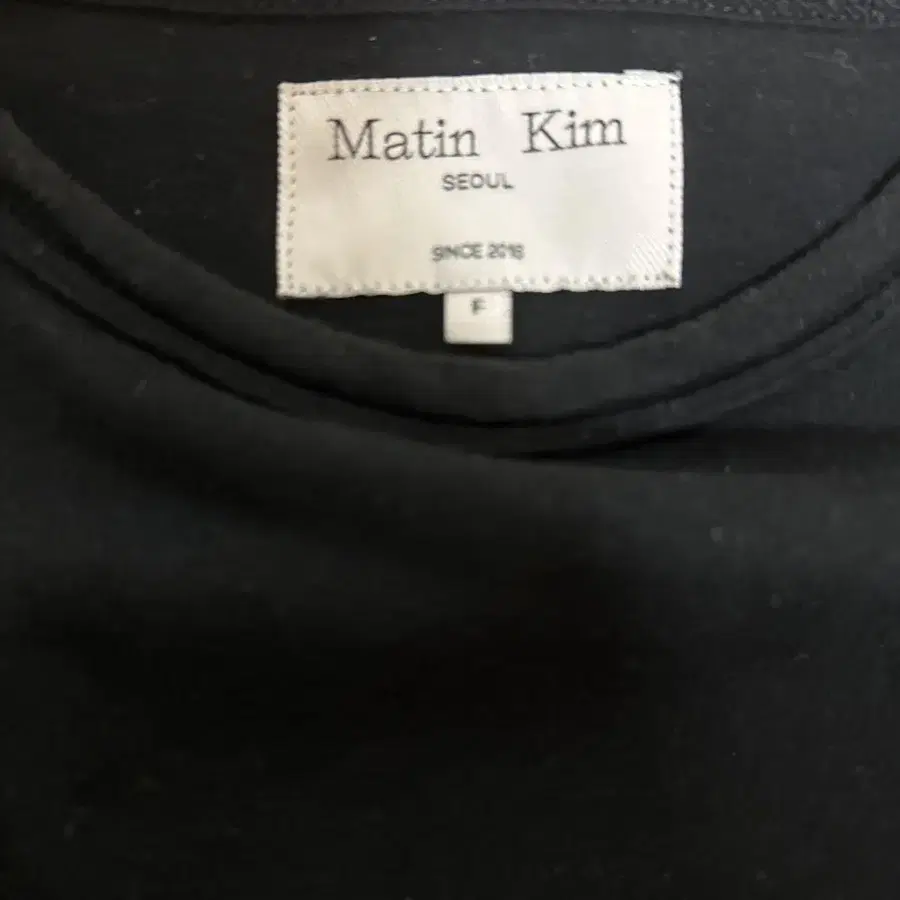 Matin Kim
SEOUL
SINCE 2018
F